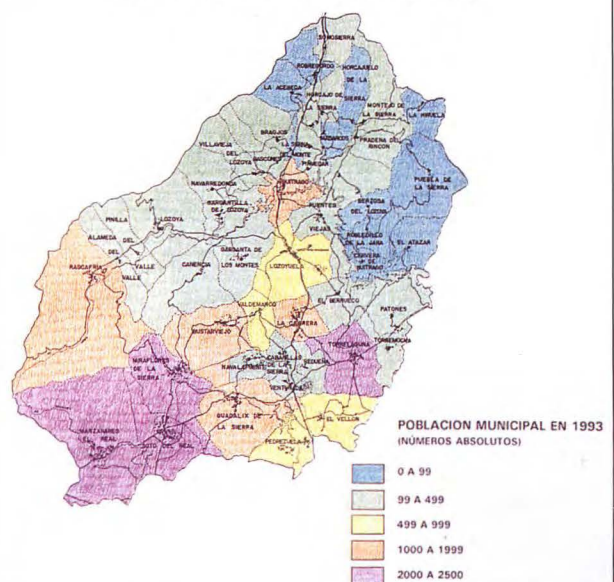 SOMOSIERRA
ROBREGORDO
HORCAJUELO
DE LA
SIERRA
LA ACEBEDA
HORCAJO DE
LA SIERRA
MONTEJO DE
LA SIERRA
LA HIRUELA
BRAOJOS
LA SERNA
DEL MONTE
PRADENA DEL
RINCON
VILLAVIEJA
DEL
LOZOYA
GASCONES
PIÑUECAR
PUEBLA DE
LA SIERRA
BUITRAGO
NAVARREDONDA
BERZOSA
DEL LOZOYA
GARGANTILLA
DE LOZOYA
PUENTES
VIEJAS
PINILLA
DEL
VALLE
LOZOYA
ROBLEDILLO
DE LA JARA
EL ATAZAR
ALAMEDA
DEL
VALLE
GARGANTA DE
LOS MONTES
CERVERA DE
BUITRAGO
RASCAFRIA
CANENCIA
LOZOYUELA
EL BERRUECO
VALDEMANCO
PATONES
BUSTARVIEJO
LA CABRERA
TORRELAGUNA
TORREMOCHA
MIRAFLORES
DE LA
SIERRA
CABANILLAS
DE LA
SIERRA
REDUEÑA
NAVALAFUENTE
VENTURADA
GUADALIX DE
LA SIERRA
EL VELLON
MANZANARES
EL REAL
SOTO DEL REAL
PEDREZUELA
POBLACION MUNICIPAL EN 1993
(NÚMEROS ABSOLUTOS)
0 A 99
99 A 499
499 A 999
1000 A 1999
2000 A 2500